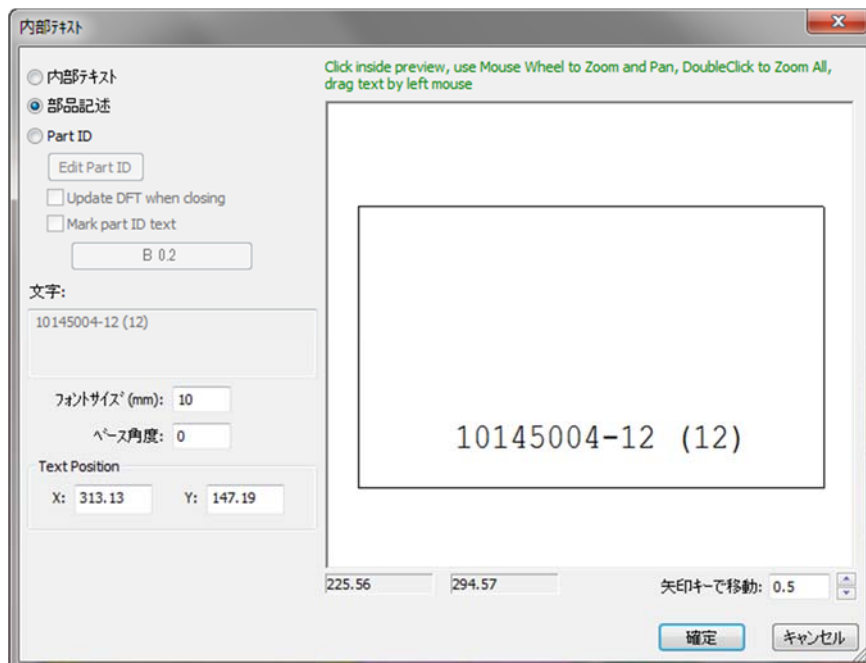 内部ﾃｷｽﾄ
内部テキスト
部品記述
Part ID
Edit Part ID
Update DFT when closing
Mark part ID text
B 0.2
文字:
10145004-12 (12)
ﾌｫﾝﾄｻｲｽﾞ(mm): 10
ﾍﾞｰｽ角度: 0
Text Position
X: 313.13 Y: 147.19
Click inside preview, use Mouse Wheel to Zoom and Pan, DoubleClick to Zoom All,
drag text by left mouse
10145004-12 (12)
225.56 294.57 矢印キーで移動: 0.5
確定 キャンセル